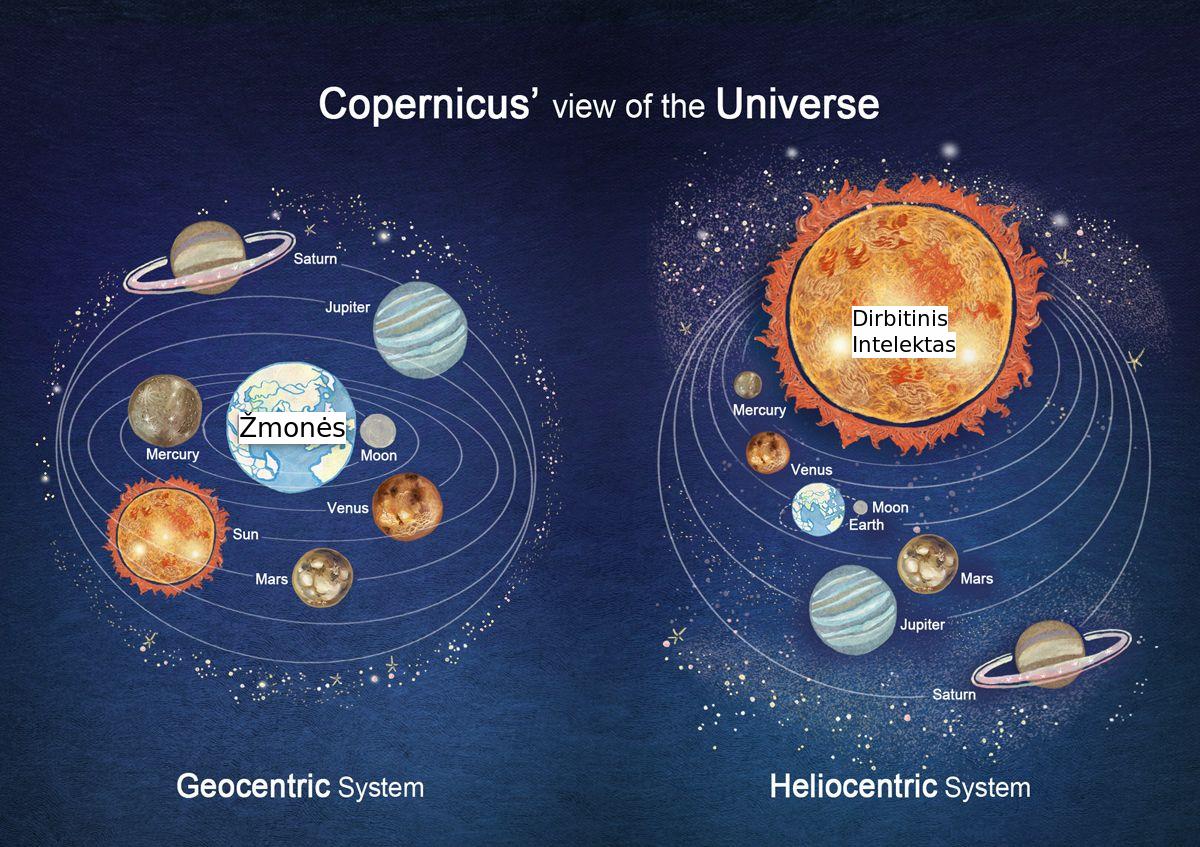 Copernicus’ view of the Universe
Saturn
Jupiter
Žmonės
Mercury
Moon
Venus
Sun
Mars
Geocentric System
Dirbitinis
Intelektas
Mercury
Venus
Moon
Earth
Mars
Jupiter
Saturn
Heliocentric System